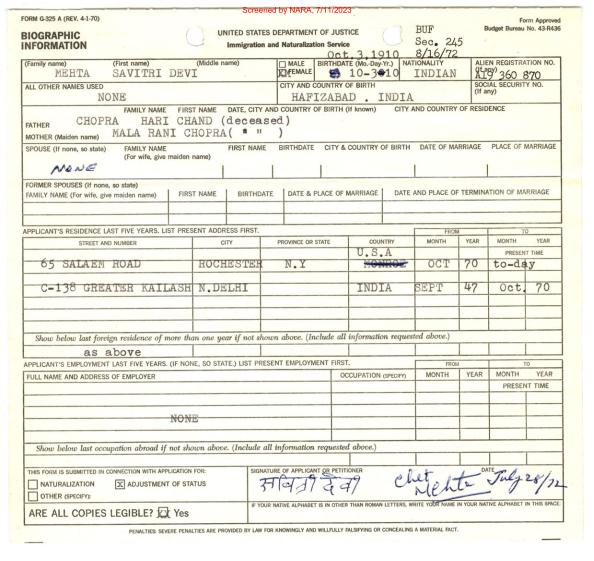 Screened by NARA, 7/11/2023
FORM G-325 A (REV. 4-1-70)
Form Approved
Budget Bureau No. 43-R436
BIOGRAPHIC INFORMATION
UNITED STATES DEPARTMENT OF JUSTICE
Immigration and Naturalization Service
BUF
Sec. 245
8/16/72
Oct.3,1910
(Family name) (First name) (Middle name) MALE FEMALE BIRTHDATE (Mo.-Day-Yr.) NATIONALITY ALIEN REGISTRATION NO. (If any)
MEHTA SAVITRI DEVI 10-3-10 INDIAN A19 360 870
ALL OTHER NAMES USED CITY AND COUNTRY OF BIRTH SOCIAL SECURITY NO. (If any)
NONE HAFIZABAD . INDIA
FAMILY NAME FIRST NAME DATE, CITY AND COUNTRY OF BIRTH (If known) CITY AND COUNTRY OF RESIDENCE
FATHER CHOPRA HARI CHAND (deceased)
MOTHER (Maiden name) MALA RANI CHOPRA( " " )
SPOUSE (If none, so state) FAMILY NAME (For wife, give maiden name) FIRST NAME BIRTHDATE CITY & COUNTRY OF BIRTH DATE OF MARRIAGE PLACE OF MARRIAGE
NONE
FORMER SPOUSES (If none, so state)
FAMILY NAME (For wife, give maiden name) FIRST NAME BIRTHDATE DATE & PLACE OF MARRIAGE DATE AND PLACE OF TERMINATION OF MARRIAGE
APPLICANT'S RESIDENCE LAST FIVE YEARS. LIST PRESENT ADDRESS FIRST. FROM TO
STREET AND NUMBER CITY PROVINCE OR STATE COUNTRY MONTH YEAR MONTH YEAR
U.S.A PRESENT TIME
65 SALAEM ROAD ROCHESTER N.Y MONROE OCT 70 to-day
C-138 GREATER KAILASH N.DELHI INDIA SEPT 47 Oct. 70
Show below last foreign residence of more than one year if not shown above. (Include all information requested above.)
as above
APPLICANT'S EMPLOYMENT LAST FIVE YEARS. (IF NONE, SO STATE.) LIST PRESENT EMPLOYMENT FIRST. FROM TO
FULL NAME AND ADDRESS OF EMPLOYER OCCUPATION (SPECIFY) MONTH YEAR MONTH YEAR
PRESENT TIME
NONE
Show below last occupation abroad if not shown above. (Include all information requested above.)
THIS FORM IS SUBMITTED IN CONNECTION WITH APPLICATION FOR: SIGNATURE OF APPLICANT OR PETITIONER DATE
NATURALIZATION X ADJUSTMENT OF STATUS
OTHER (SPECIFY):
सवित्री देवी Chet Mehta July 28/72
ARE ALL COPIES LEGIBLE? X Yes
IF YOUR NATIVE ALPHABET IS IN OTHER THAN ROMAN LETTERS, WRITE YOUR NAME IN YOUR NATIVE ALPHABET IN THIS SPACE.
PENALTIES: SEVERE PENALTIES ARE PROVIDED BY LAW FOR KNOWINGLY AND WILLFULLY FALSIFYING OR CONCEALING A MATERIAL FACT.